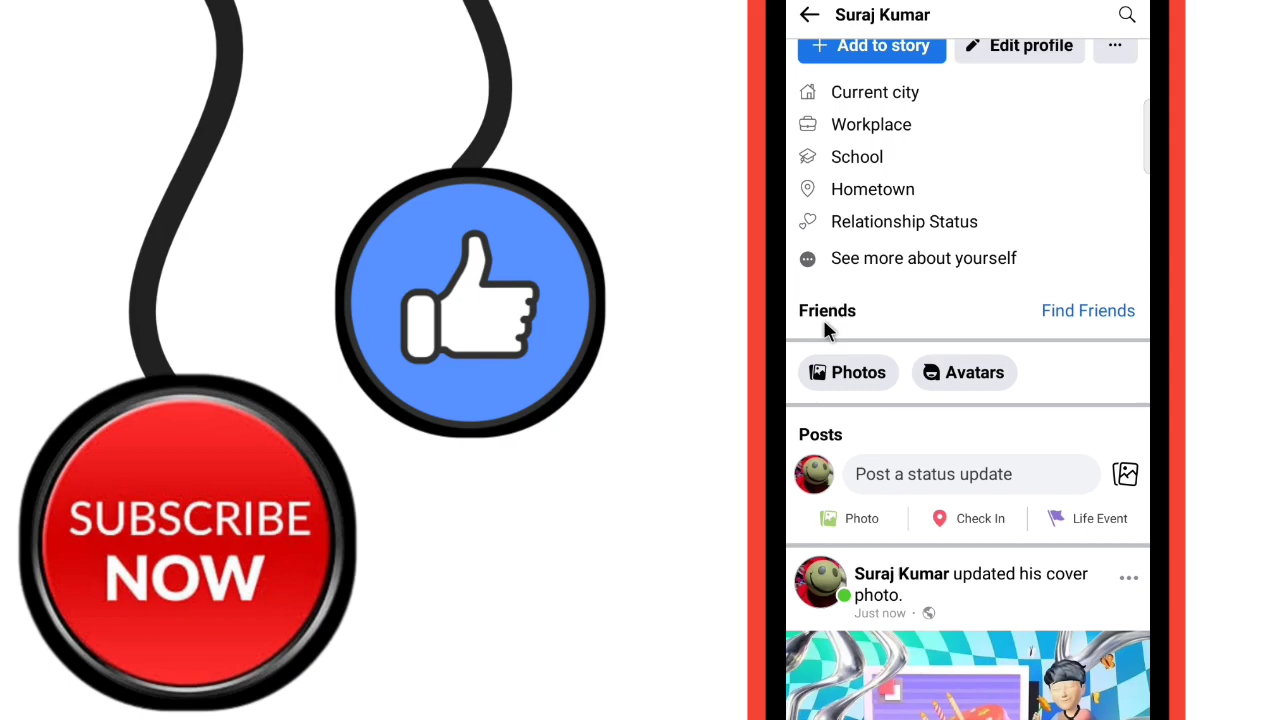 SUBSCRIBE
NOW
Suraj Kumar
+ Add to story Edit profile ...
Current city
Workplace
School
Hometown
Relationship Status
See more about yourself
Friends Find Friends
Photos Avatars
Posts
Post a status update
Photo Check In Life Event
Suraj Kumar updated his cover
photo.
Just now ·